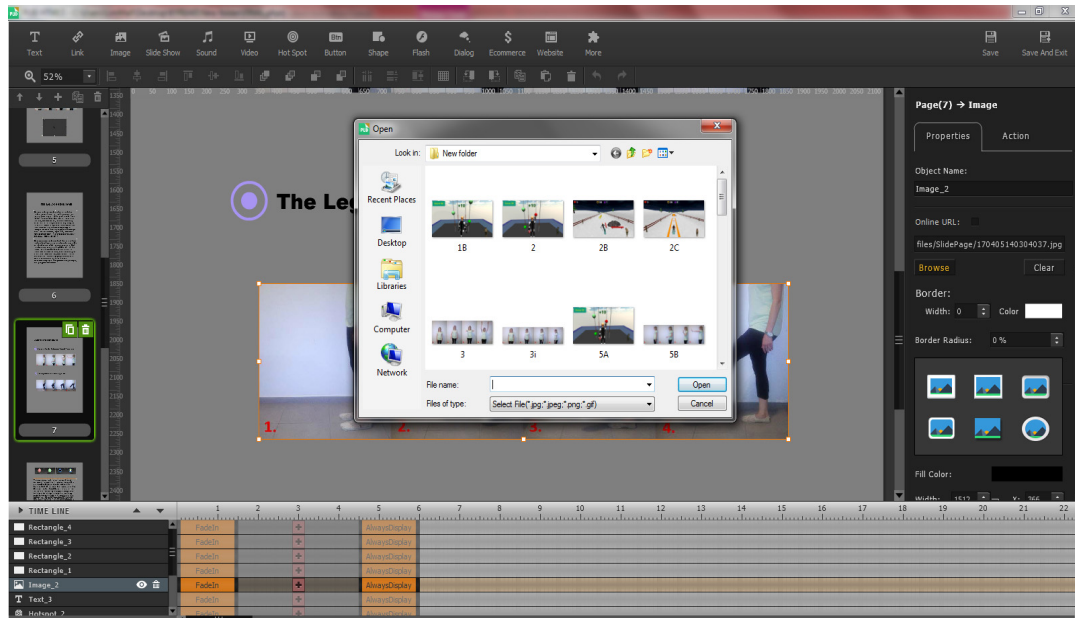 Text Link Image Slide Show Sound Video Hot Spot Button Shape Flash Dialog Ecommerce Website More Save Save And Exit
52%
Page(7) → Image
Properties Action
Object Name:
Image_2
Online URL:
files/SlidePage/170405140304037.jpg
Browse Clear
Border:
Width: 0 Color
Border Radius: 0 %
Fill Color:
Width: 1512 X: 366
5
6
7
The Leg
1. 2. 3. 4.
Open
Look in: New folder
Recent Places
Desktop
Libraries
Computer
Network
1B 2 2B 2C
3 3i 5A 5B
File name: Open
Files of type: Select File(*.jpg;*.jpeg;*.png;*.gif) Cancel
TIME LINE 1 2 3 4 5 6 7 8 9 10 11 12 13 14 15 16 17 18 19 20 21 22
Rectangle_4 FadeIn AlwaysDisplay
Rectangle_3 FadeIn AlwaysDisplay
Rectangle_2 FadeIn AlwaysDisplay
Rectangle_1 FadeIn AlwaysDisplay
Image_2 FadeIn AlwaysDisplay
Text_3 FadeIn AlwaysDisplay
Hotspot_2 FadeIn AlwaysDisplay